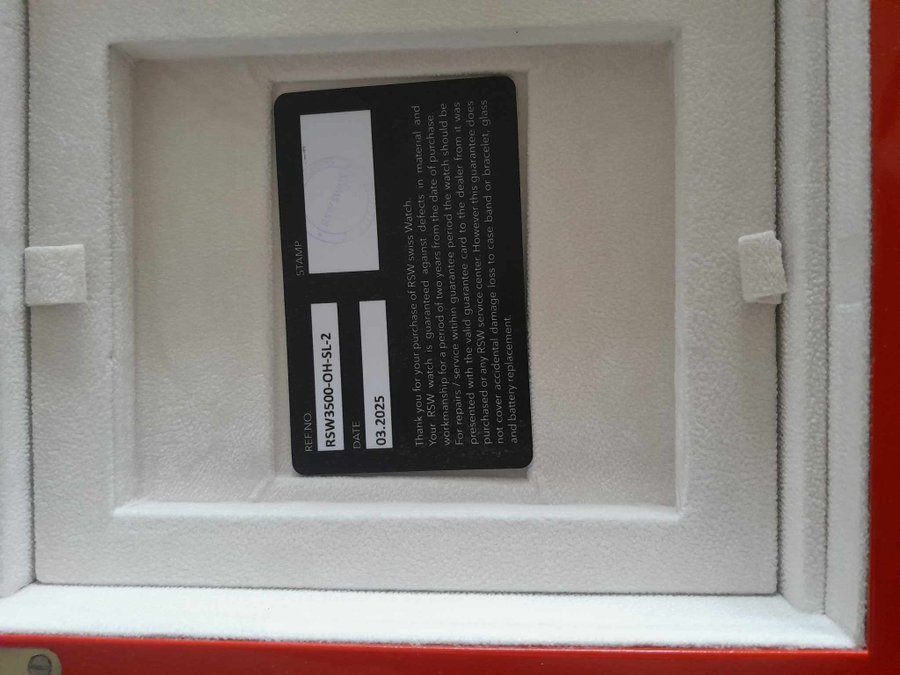 REF.NO.
RSW3500-OH-SL-2
STAMP
DATE
03.2025
Thank you for your purchase of RSW swiss Watch.
Your RSW watch is guaranteed against defects in material and
workmanship for a period of two years from the date of purchase.
For repairs / service witihin guarantee period the watch should be
presented with the valid guarantee card to the dealer from it was
purchased or any RSW service center. However this guarantee does
not cover accidental damage loss to case band or bracelet, glass
and battery replacement.